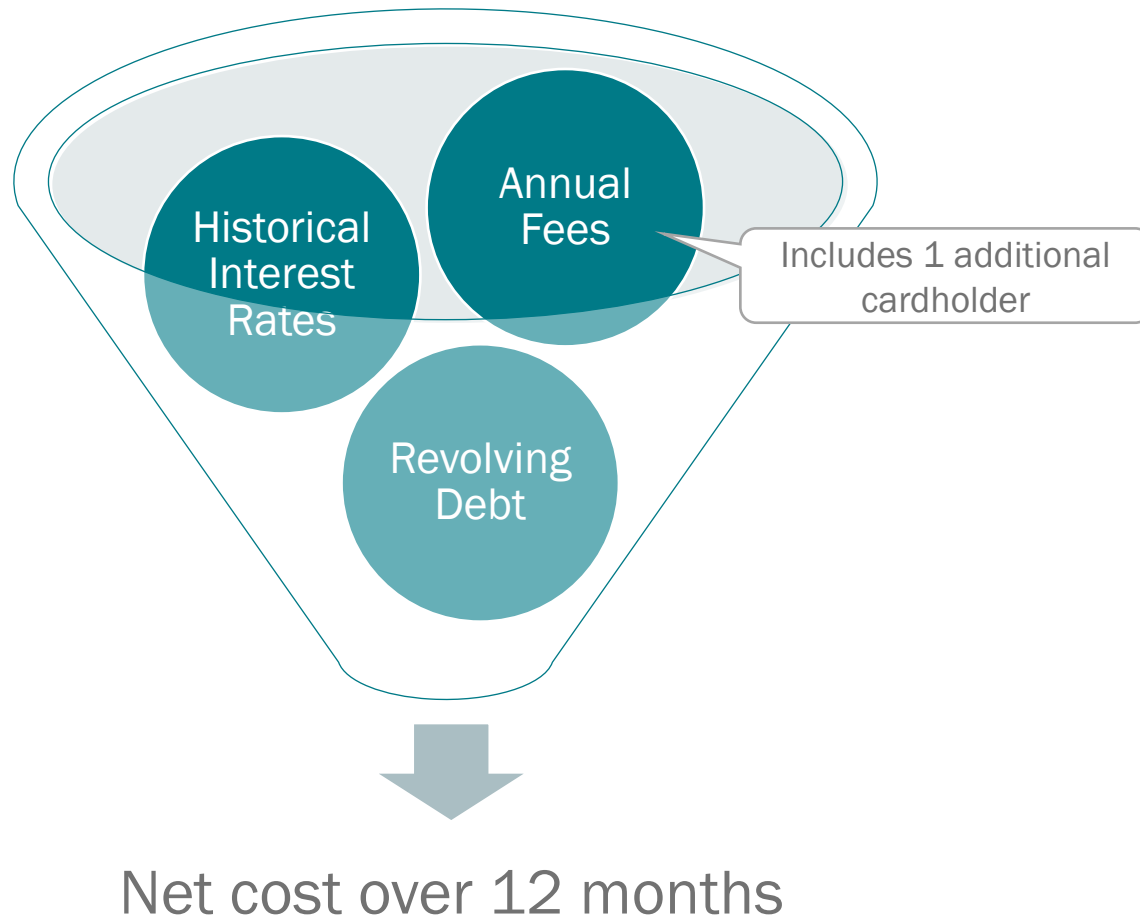 Annual
Fees
Historical
Interest
Rates
Includes 1 additional
cardholder
Revolving
Debt
Net cost over 12 months